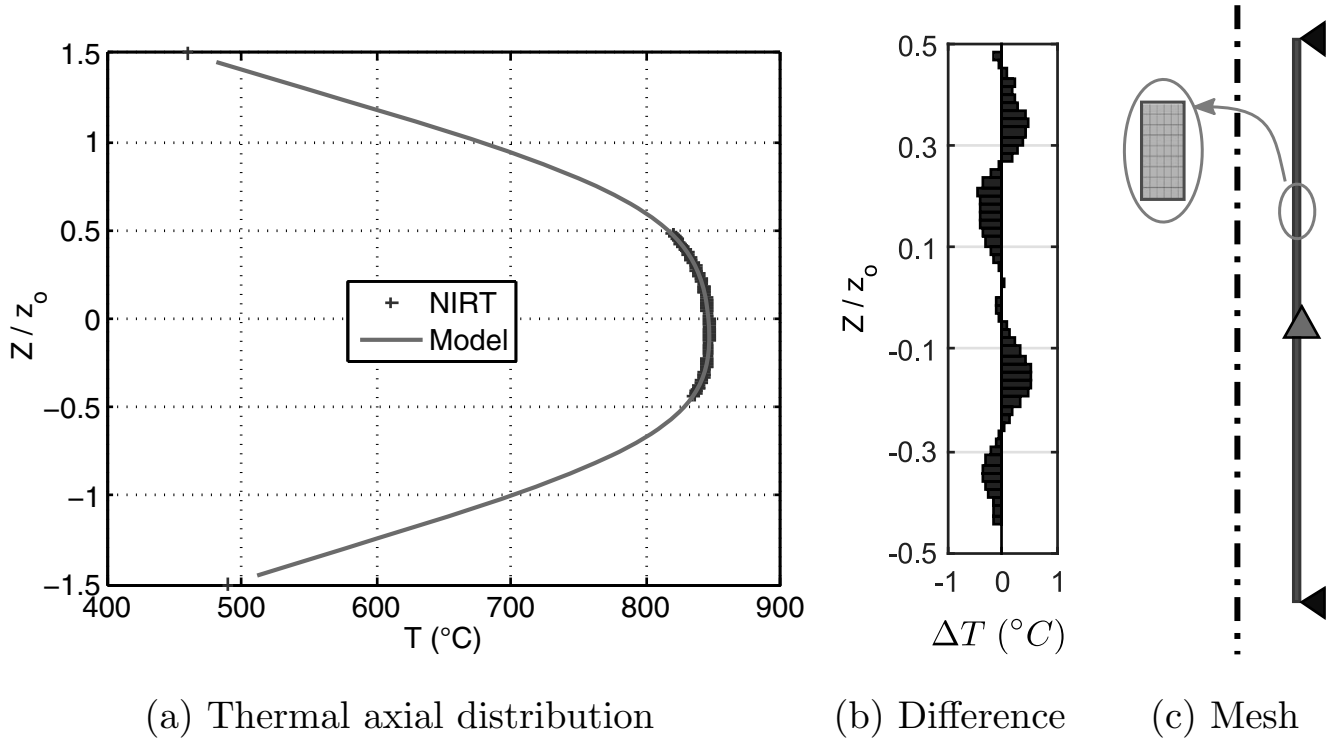 1.5
1
0.5
0
−0.5
−1
−1.5
Z / z_o
400 500 600 700 800 900
T (°C)
NIRT
Model
(a) Thermal axial distribution
0.5
0.3
0.1
-0.1
-0.3
-0.5
Z / z_o
-1 0 1
ΔT (°C)
(b) Difference
(c) Mesh